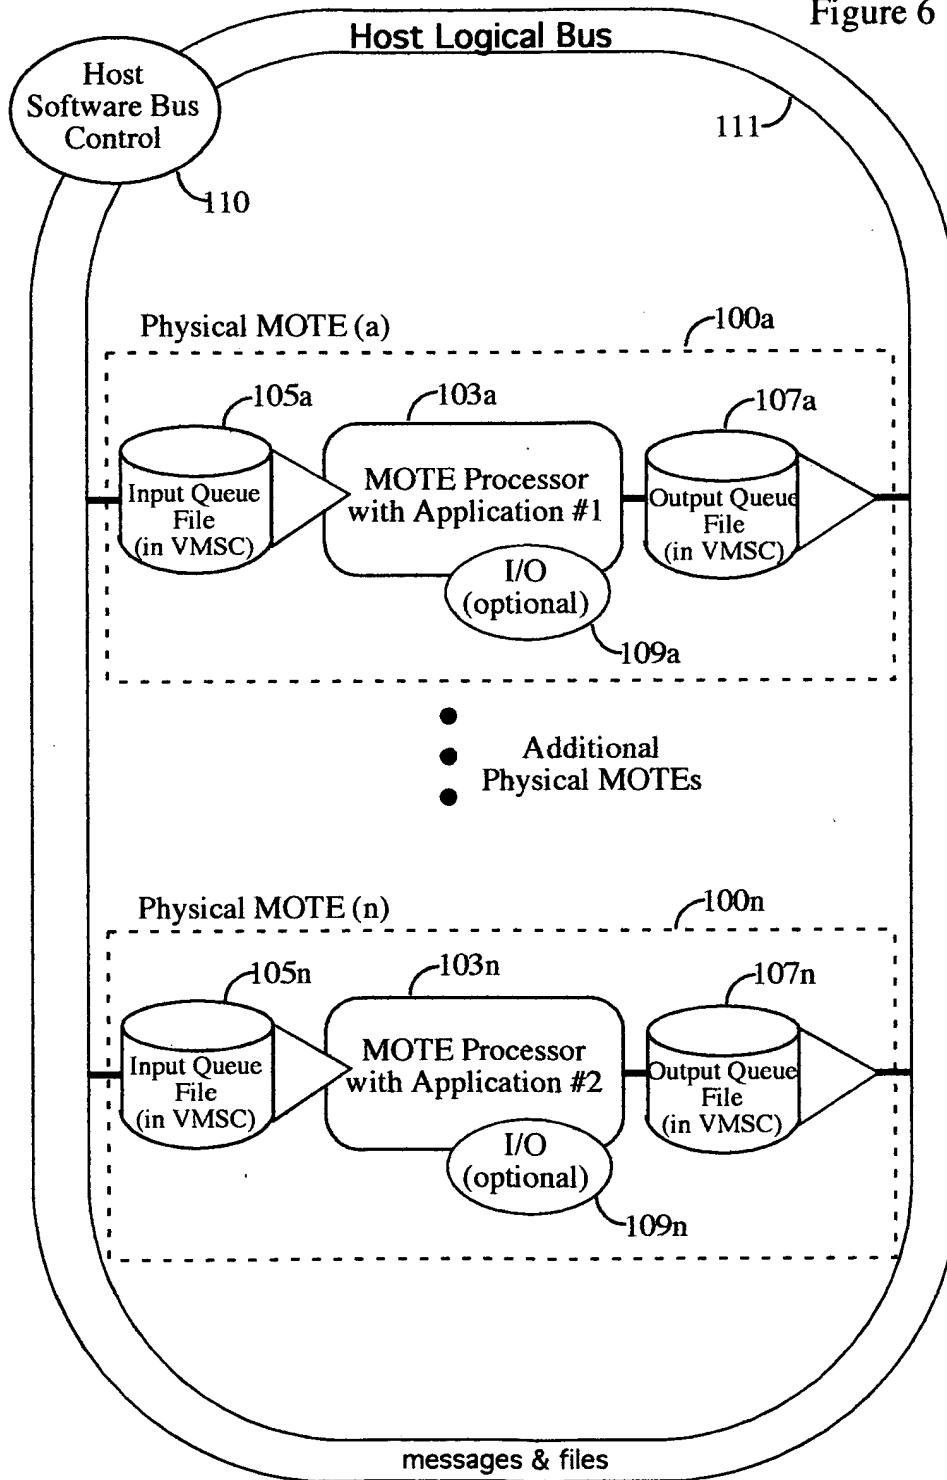 Figure 6
Host Logical Bus
Host
Software Bus
Control
111
110
Physical MOTE (a)
100a
105a
103a
107a
Input Queue
File
(in VMSC)
MOTE Processor
with Application #1
Output Queue
File
(in VMSC)
I/O
(optional)
109a
Additional
Physical MOTEs
Physical MOTE (n)
100n
105n
103n
107n
Input Queue
File
(in VMSC)
MOTE Processor
with Application #2
Output Queue
File
(in VMSC)
I/O
(optional)
109n
messages & files